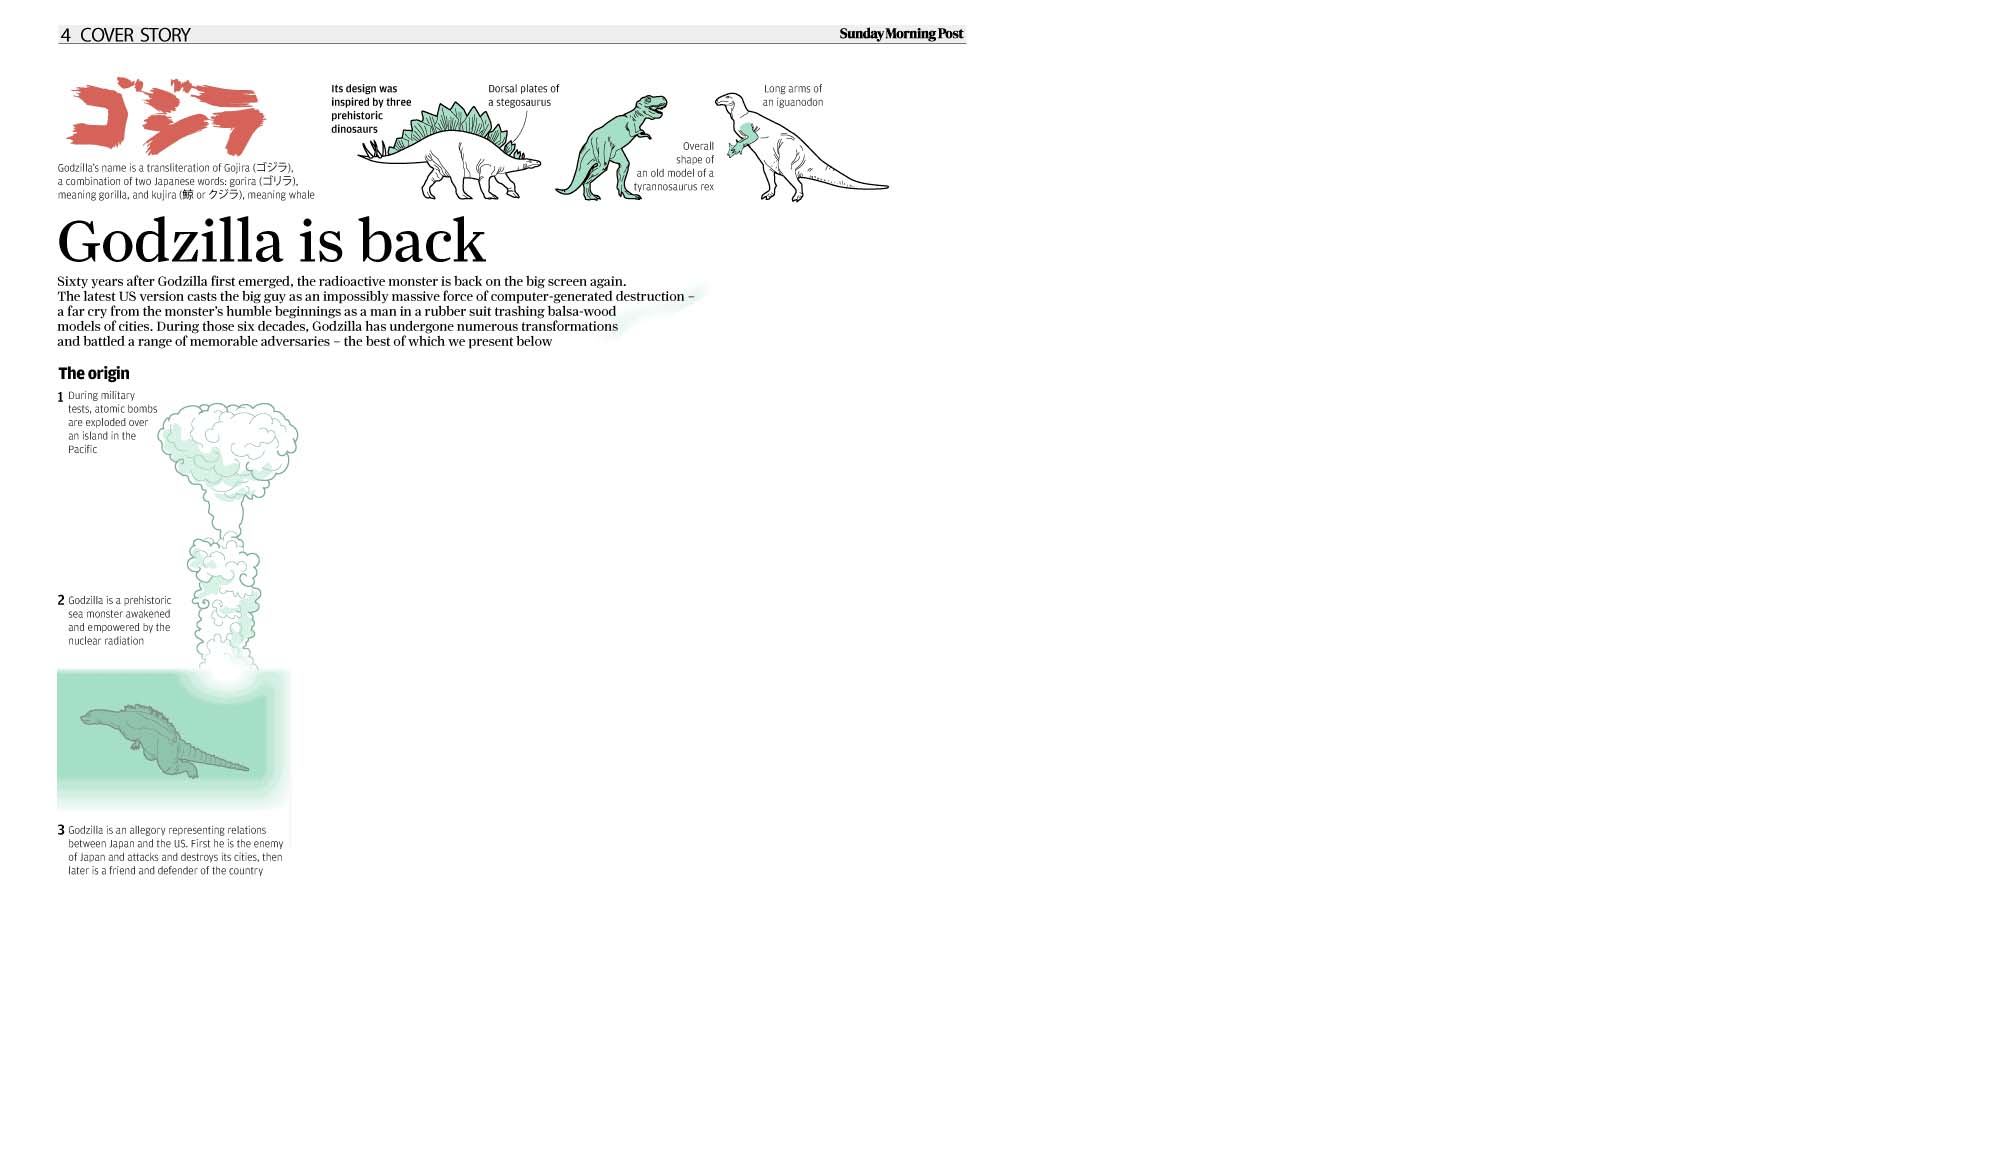 4 COVER STORY
Sunday Morning Post
ゴジラ
Godzilla's name is a transliteration of Gojira (ゴジラ),
a combination of two Japanese words: gorira (ゴリラ),
meaning gorilla, and kujira (鯨 or クジラ), meaning whale
Its design was
inspired by three
prehistoric
dinosaurs
Dorsal plates of
a stegosaurus
Overall
shape of
an old model of a
tyrannosaurus rex
Long arms of
an iguanodon
Godzilla is back
Sixty years after Godzilla first emerged, the radioactive monster is back on the big screen again.
The latest US version casts the big guy as an impossibly massive force of computer-generated destruction –
a far cry from the monster's humble beginnings as a man in a rubber suit trashing balsa-wood
models of cities. During those six decades, Godzilla has undergone numerous transformations
and battled a range of memorable adversaries – the best of which we present below
The origin
1 During military
tests, atomic bombs
are exploded over
an island in the
Pacific
2 Godzilla is a prehistoric
sea monster awakened
and empowered by the
nuclear radiation
3 Godzilla is an allegory representing relations
between Japan and the US. First he is the enemy
of Japan and attacks and destroys its cities, then
later is a friend and defender of the country